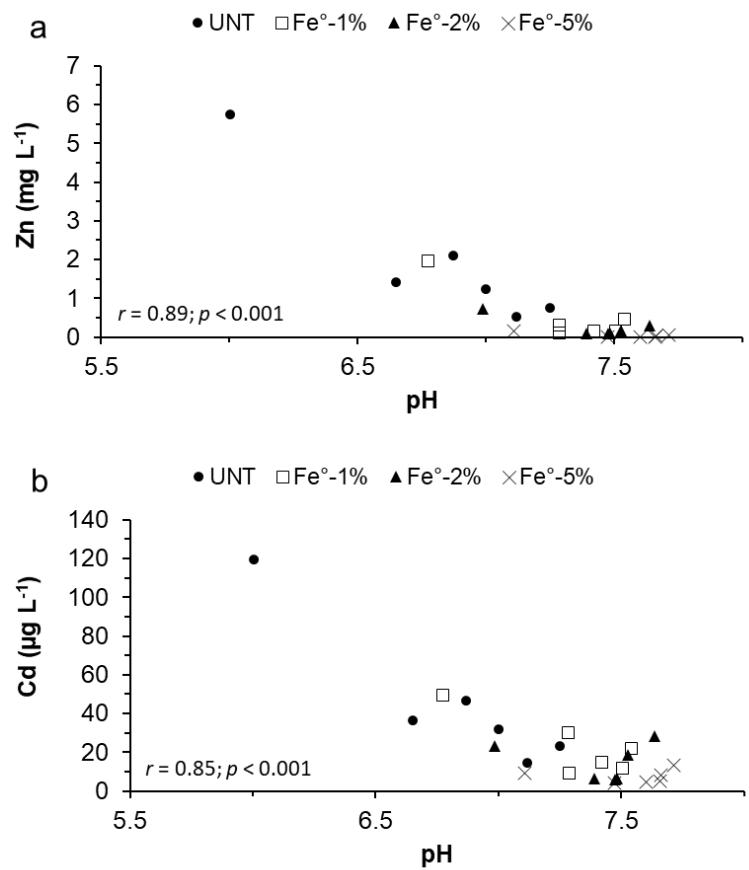 a
UNT Fe°-1% Fe°-2% Fe°-5%
7
6
5
4
3
2
1
0
Zn (mg L-1)
r = 0.89; p < 0.001
5.5 6.5 7.5
pH
b
UNT Fe°-1% Fe°-2% Fe°-5%
140
120
100
80
60
40
20
0
Cd (µg L-1)
r = 0.85; p < 0.001
5.5 6.5 7.5
pH